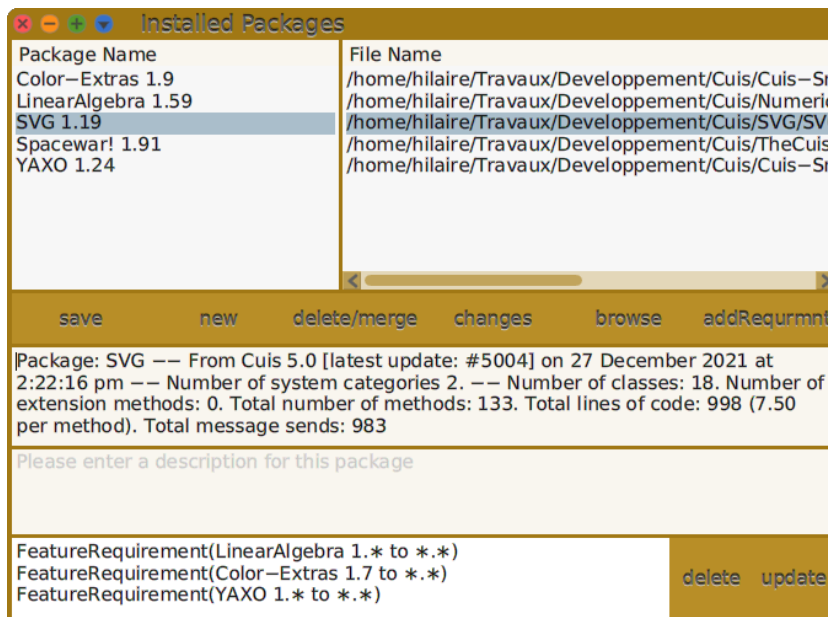 Installed Packages
Package Name
Color−Extras 1.9
LinearAlgebra 1.59
SVG 1.19
Spacewar! 1.91
YAXO 1.24
File Name
/home/hilaire/Travaux/Developpement/Cuis/Cuis−Sm
/home/hilaire/Travaux/Developpement/Cuis/Numeric
/home/hilaire/Travaux/Developpement/Cuis/SVG/SV
/home/hilaire/Travaux/Developpement/Cuis/TheCuis
/home/hilaire/Travaux/Developpement/Cuis/Cuis−Sm
save new delete/merge changes browse addRequrmnt
Package: SVG −− From Cuis 5.0 [latest update: #5004] on 27 December 2021 at
2:22:16 pm −− Number of system categories 2. −− Number of classes: 18. Number of
extension methods: 0. Total number of methods: 133. Total lines of code: 998 (7.50
per method). Total message sends: 983
Please enter a description for this package
FeatureRequirement(LinearAlgebra 1.∗ to ∗.∗)
FeatureRequirement(Color−Extras 1.7 to ∗.∗)
FeatureRequirement(YAXO 1.∗ to ∗.∗)
delete update